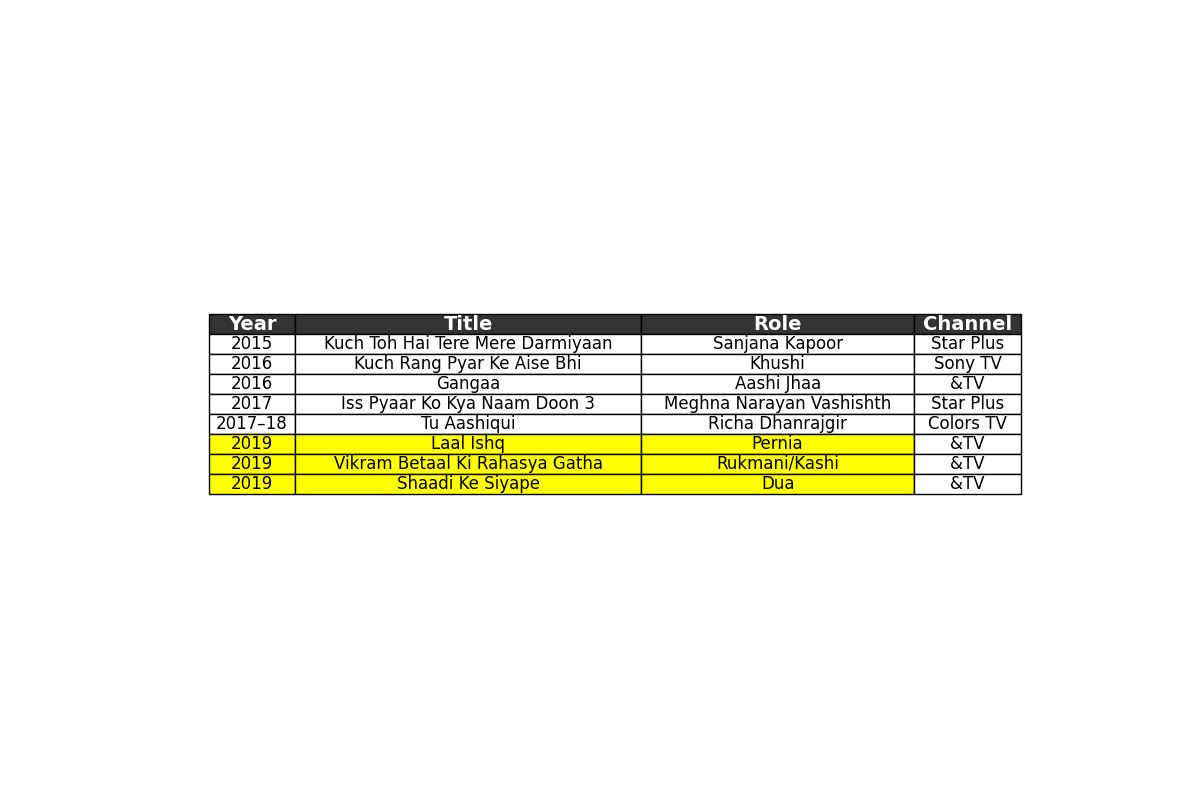 Year Title Role Channel
2015 Kuch Toh Hai Tere Mere Darmiyaan Sanjana Kapoor Star Plus
2016 Kuch Rang Pyar Ke Aise Bhi Khushi Sony TV
2016 Gangaa Aashi Jhaa &TV
2017 Iss Pyaar Ko Kya Naam Doon 3 Meghna Narayan Vashishth Star Plus
2017–18 Tu Aashiqui Richa Dhanrajgir Colors TV
2019 Laal Ishq Pernia &TV
2019 Vikram Betaal Ki Rahasya Gatha Rukmani/Kashi &TV
2019 Shaadi Ke Siyape Dua &TV